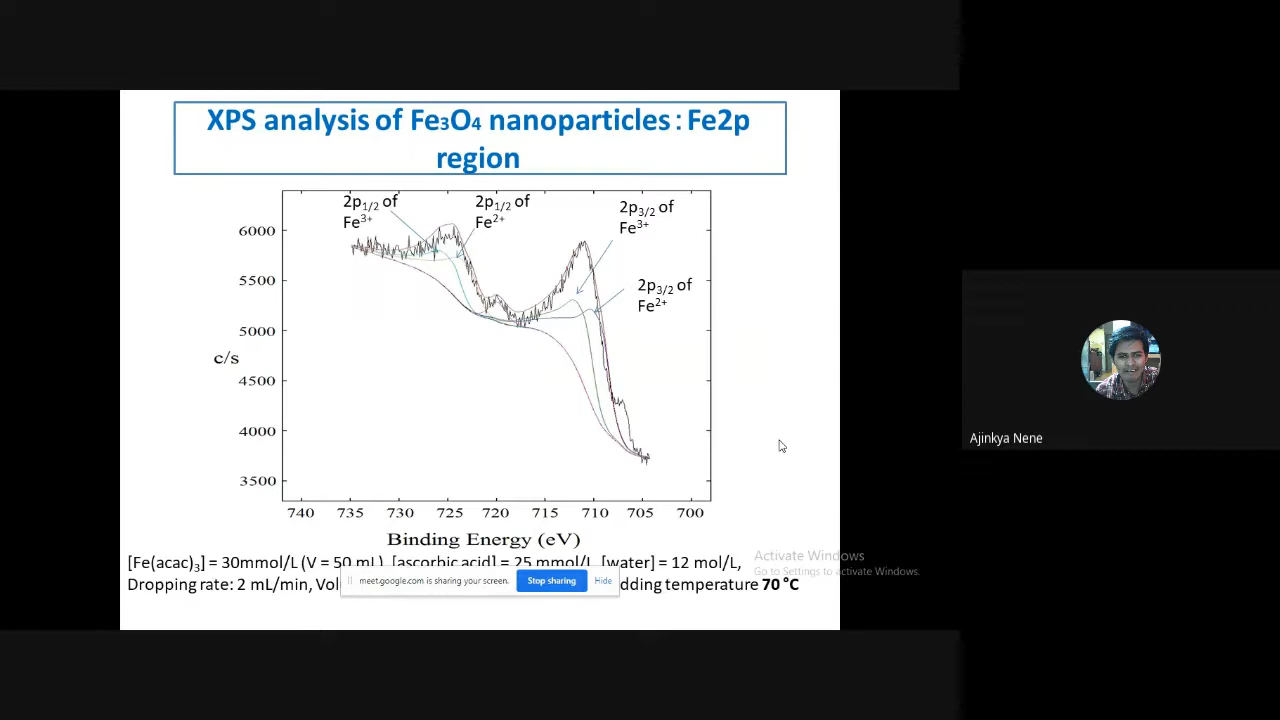 XPS analysis of Fe₃O₄ nanoparticles : Fe2p
region
2p₁/₂ of
Fe³⁺
2p₁/₂ of
Fe²⁺
2p₃/₂ of
Fe³⁺
2p₃/₂ of
Fe²⁺
6000
5500
5000
c/s
4500
4000
3500
740 735 730 725 720 715 710 705 700
Binding Energy (eV)
[Fe(acac)₃] = 30mmol/L (V = 50 mL), [ascorbic acid] = 25 mmol/L, [water] = 12 mol/L,
Dropping rate: 2 mL/min, temperature 70 °C
meet.google.com is sharing your screen. Stop sharing Hide
Activate Windows
Go to Settings to activate Windows.
Ajinkya Nene